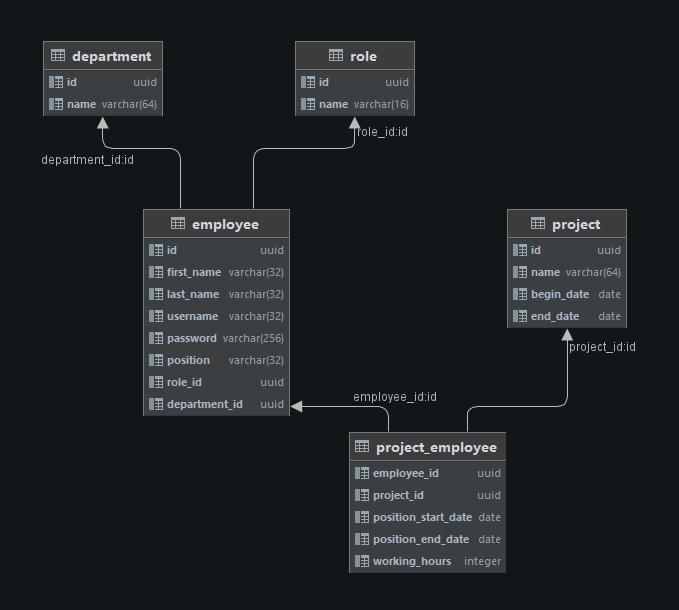 department
id uuid
name varchar(64)
role
id uuid
name varchar(16)
department_id:id
role_id:id
employee
id uuid
first_name varchar(32)
last_name varchar(32)
username varchar(32)
password varchar(256)
position varchar(32)
role_id uuid
department_id uuid
project
id uuid
name varchar(64)
begin_date date
end_date date
project_id:id
employee_id:id
project_employee
employee_id uuid
project_id uuid
position_start_date date
position_end_date date
working_hours integer